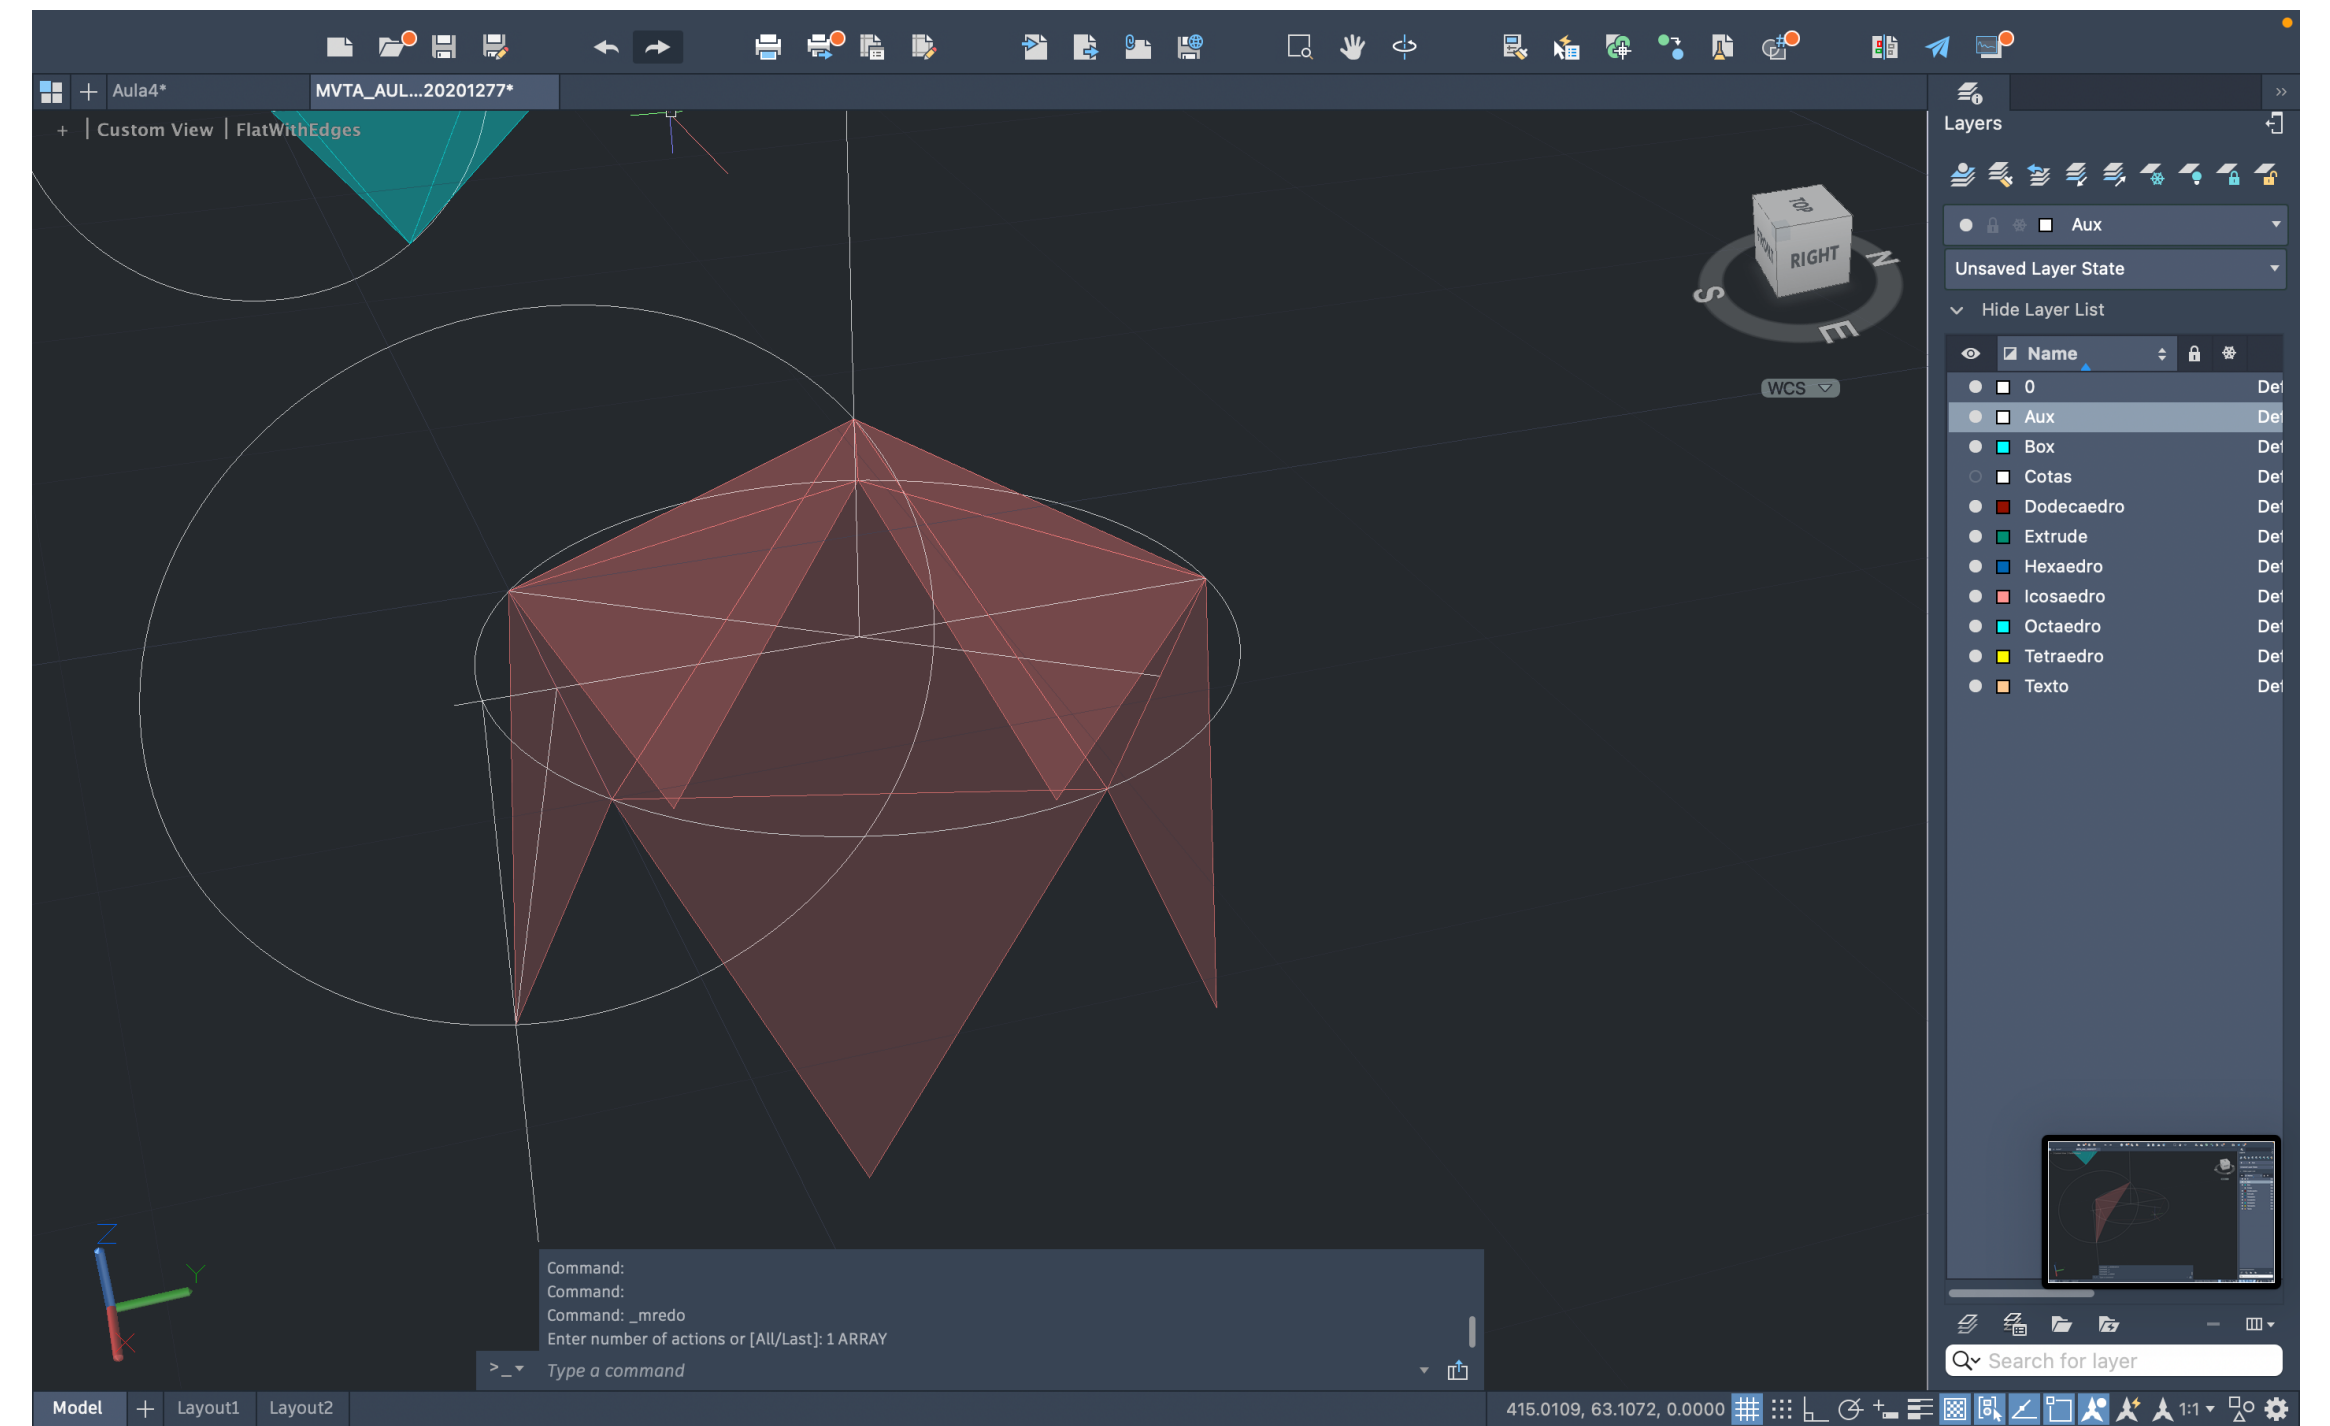 Aula4*
MVTA_AUL...20201277*
+ | Custom View | FlatWithEdges
Layers
Aux
Unsaved Layer State
Hide Layer List
Name
0 Def
Aux Def
Box Def
Cotas Def
Dodecaedro Def
Extrude Def
Hexaedro Def
Icosaedro Def
Octaedro Def
Tetraedro Def
Texto Def
TOP
FRONT
RIGHT
N
S
E
WCS
Z
Y
X
Command:
Command:
Command: _mredo
Enter number of actions or [All/Last]: 1 ARRAY
>_ Type a command
Search for layer
Model
Layout1
Layout2
415.0109, 63.1072, 0.0000
1:1